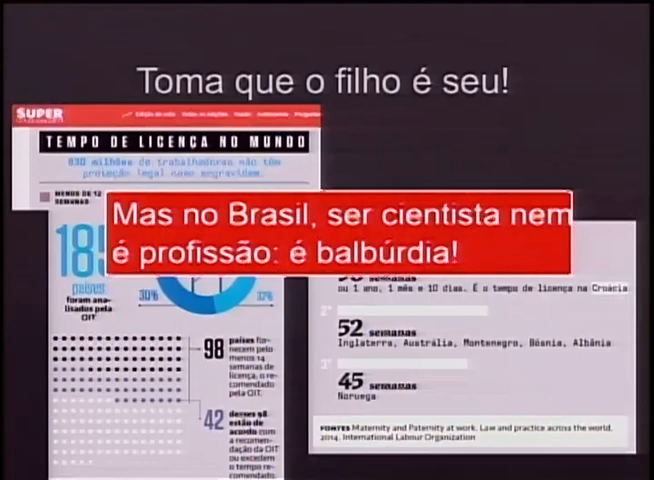 Toma que o filho é seu!
SUPER
TEMPO DE LICENÇA NO MUNDO
830 milhões de trabalhadoras não têm
proteção legal caso engravidem.
MENOS DE 12
SEMANAS
Mas no Brasil, ser cientista nem
é profissão: é balbúrdia!
185
países
foram ana-
lisados pela
OIT
30%
98 países for-
necem pelo
menos 14
semanas de
licença, o re-
comendado
pela OIT
42 desses 98
estão de
acordo com
a recomen-
dação da OIT
ou excedem
o tempo re-
comendado
semanas
ou 1 ano, 1 mês e 10 dias. É o tempo de licença na Croácia
2º
52 semanas
Inglaterra, Austrália, Montenegro, Bósnia, Albânia
3º
45 semanas
Noruega
FONTES Maternity and Paternity at work. Law and practice across the world,
2014, International Labour Organization